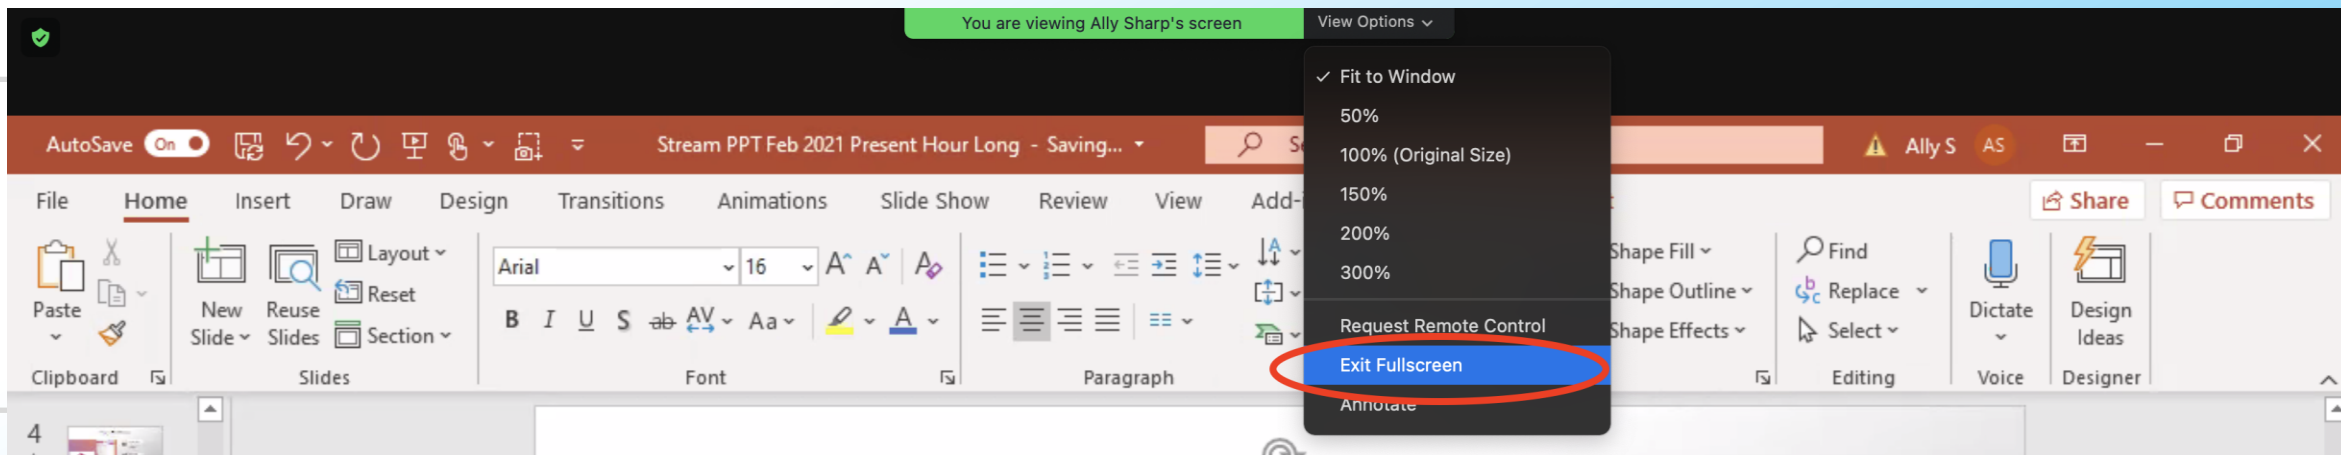 You are viewing Ally Sharp's screen
View Options
Fit to Window
50%
100% (Original Size)
150%
200%
300%
Request Remote Control
Exit Fullscreen
Annotate
AutoSave On Stream PPT Feb 2021 Present Hour Long - Saving... Ally S AS
File Home Insert Draw Design Transitions Animations Slide Show Review View Share Comments
Paste
New Slide
Reuse Slides
Layout
Reset
Section
Arial 16
B I U S ab AV Aa A
Shape Fill
Shape Outline
Shape Effects
Find
Replace
Select
Dictate
Design Ideas
Clipboard Slides Font Paragraph Editing Voice Designer
4